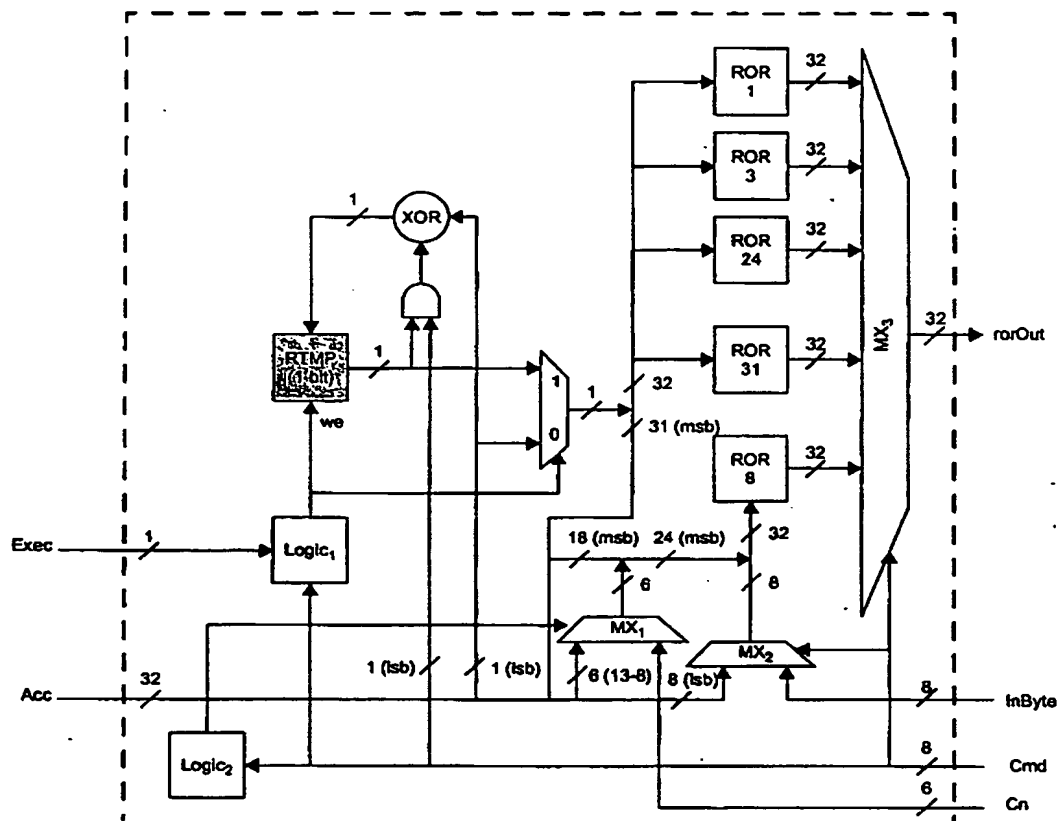 ROR
1
32
ROR
3
32
ROR
24
32
ROR
31
32
ROR
8
32
MX3
32
rorOut
1
XOR
RTMP
(1 bit)
1
we
1
0
1
32
31 (msb)
Exec
1
Logic1
18 (msb)
24 (msb)
32
6
8
MX1
MX2
1 (lsb)
1 (lsb)
6 (13-8)
8 (lsb)
Acc
32
8
InByte
Logic2
8
Cmd
6
Cn